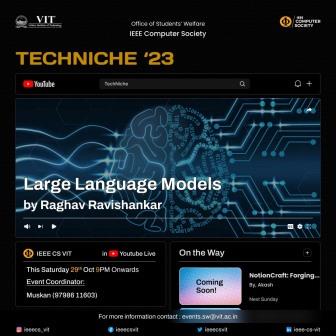 VIT
Office of Students' Welfare
IEEE Computer Society
IEEE
COMPUTER
SOCIETY
TECHNICHE '23
YouTube
TechNiche
Large Language Models
by Raghav Ravishankar
IEEE CS VIT in YouTube Live
This Saturday 29th Oct 9PM Onwards
Event Coordinator:
Muskan (97986 11603)
On the Way
Coming
Soon!
NotionCraft: Forging...
By, Akash
Next Sunday
For more information contact : events.sw@vit.ac.in
ieeecs_vit
ieeecsvit
ieeecsvit
ieee-cs-vit